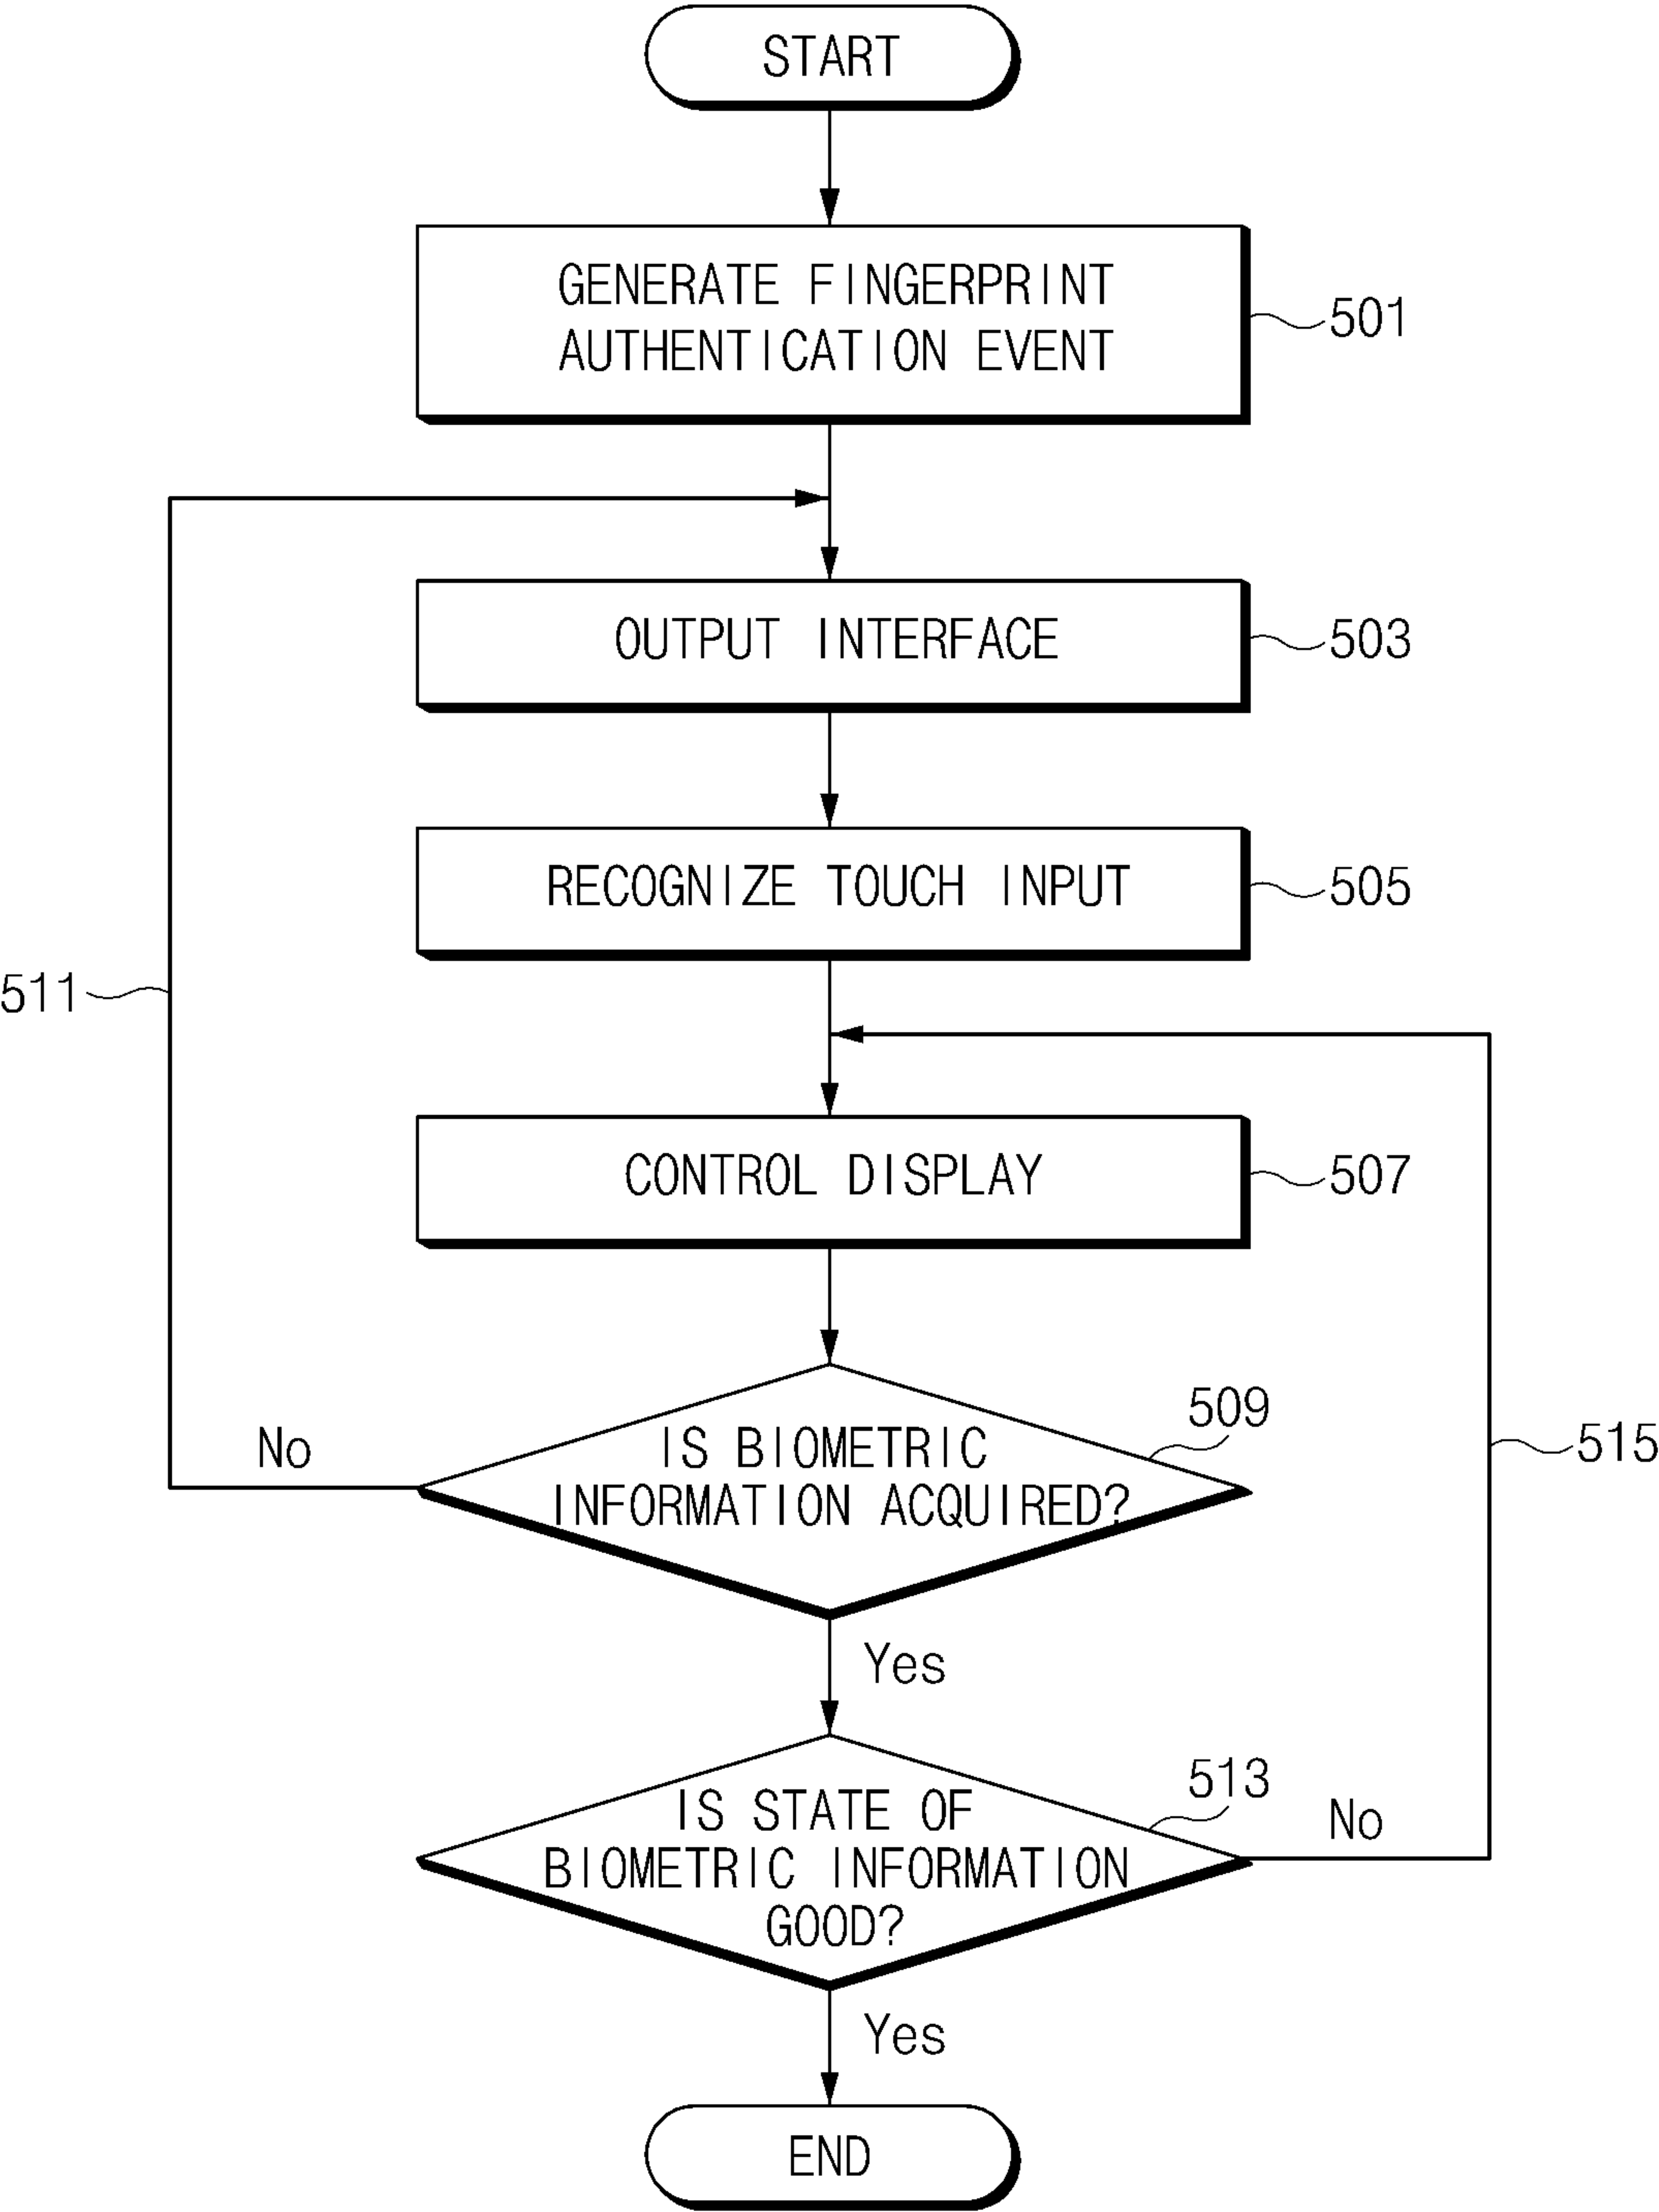 START
GENERATE FINGERPRINT
AUTHENTICATION EVENT
501
OUTPUT INTERFACE
503
RECOGNIZE TOUCH INPUT
505
511
CONTROL DISPLAY
507
509
No
IS BIOMETRIC
INFORMATION ACQUIRED?
515
Yes
513
IS STATE OF
BIOMETRIC INFORMATION
GOOD?
No
Yes
END